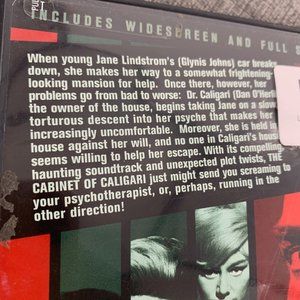 INCLUDES WIDESCREEN AND FULL S
When young Jane Lindstrom's (Glynis Johns) car breaks
down, she makes her way to a somewhat frightening-
looking mansion for help. Once there, however, her
problems go from bad to worse: Dr. Caligari (Dan O'Herlihy
the owner of the house, begins taking Jane on a slow
torturous descent into her psyche that makes her
increasingly uncomfortable. Moreover, she is held in
house against her will, and no one in Caligari's house
seems willing to help her escape. With its compelling
haunting soundtrack and unexpected plot twists, THE
CABINET OF CALIGARI just might send you screaming to
your psychotherapist, or, perhaps, running in the
other direction!